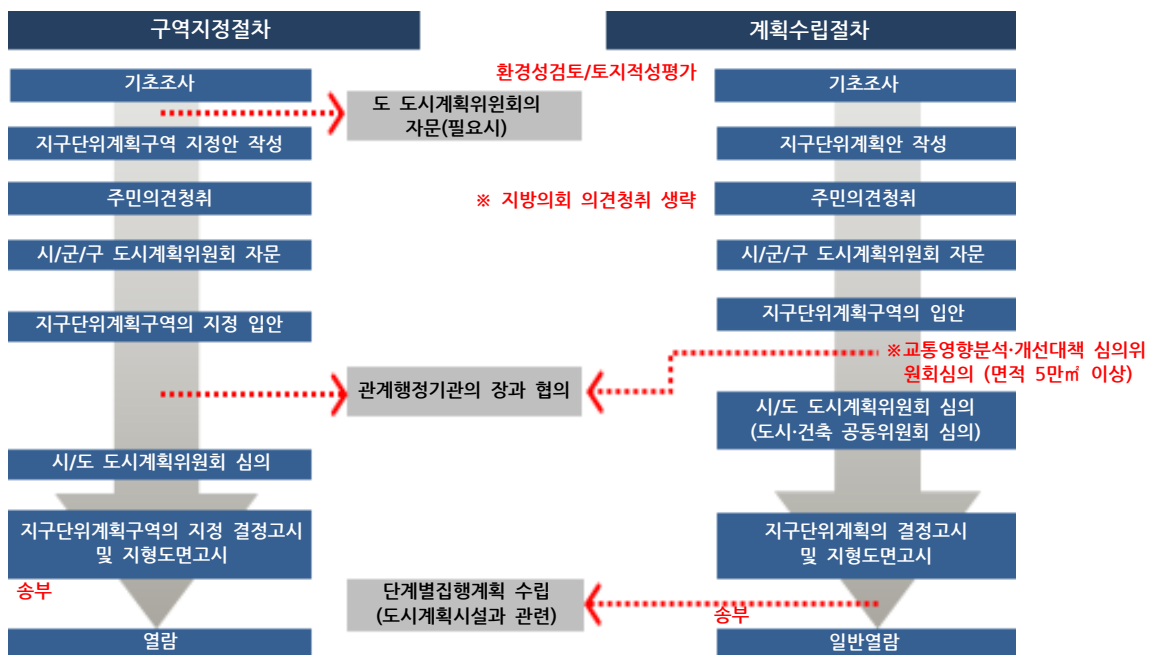 구역지정절차
계획수립절차
기초조사
환경성검토/토지적성평가
기초조사
도 도시계획위원회의
자문(필요시)
지구단위계획구역 지정안 작성
지구단위계획안 작성
주민의견청취
※ 지방의회 의견청취 생략
주민의견청취
시/군/구 도시계획위원회 자문
시/군/구 도시계획위원회 자문
지구단위계획구역의 지정 입안
지구단위계획구역의 입안
※교통영향분석·개선대책 심의위
원회심의 (면적 5만㎡ 이상)
관계행정기관의 장과 협의
시/도 도시계획위원회 심의
(도시·건축 공동위원회 심의)
시/도 도시계획위원회 심의
지구단위계획구역의 지정 결정고시
및 지형도면고시
지구단위계획의 결정고시
및 지형도면고시
송부
단계별집행계획 수립
(도시계획시설과 관련)
송부
열람
일반열람